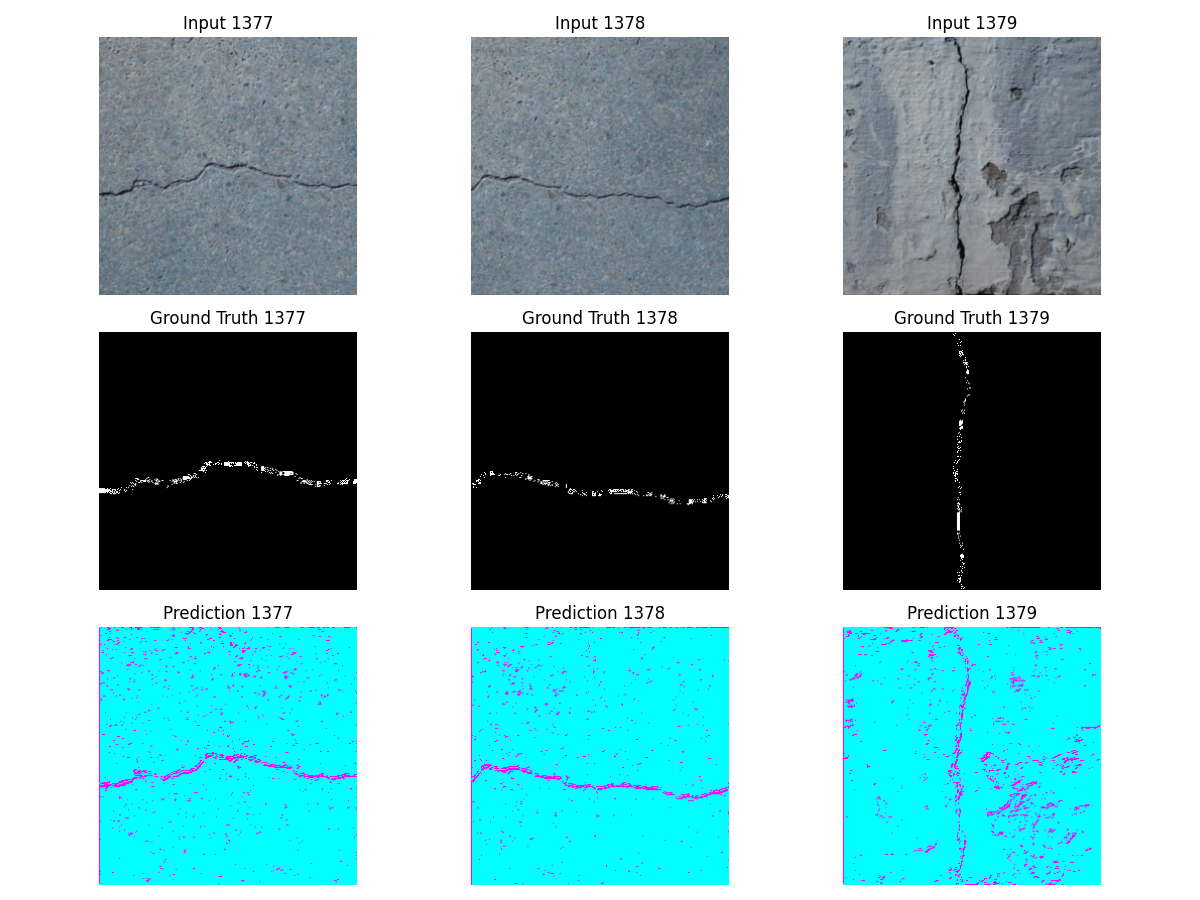 Input 1377
Input 1378
Input 1379
Ground Truth 1377
Ground Truth 1378
Ground Truth 1379
Prediction 1377
Prediction 1378
Prediction 1379